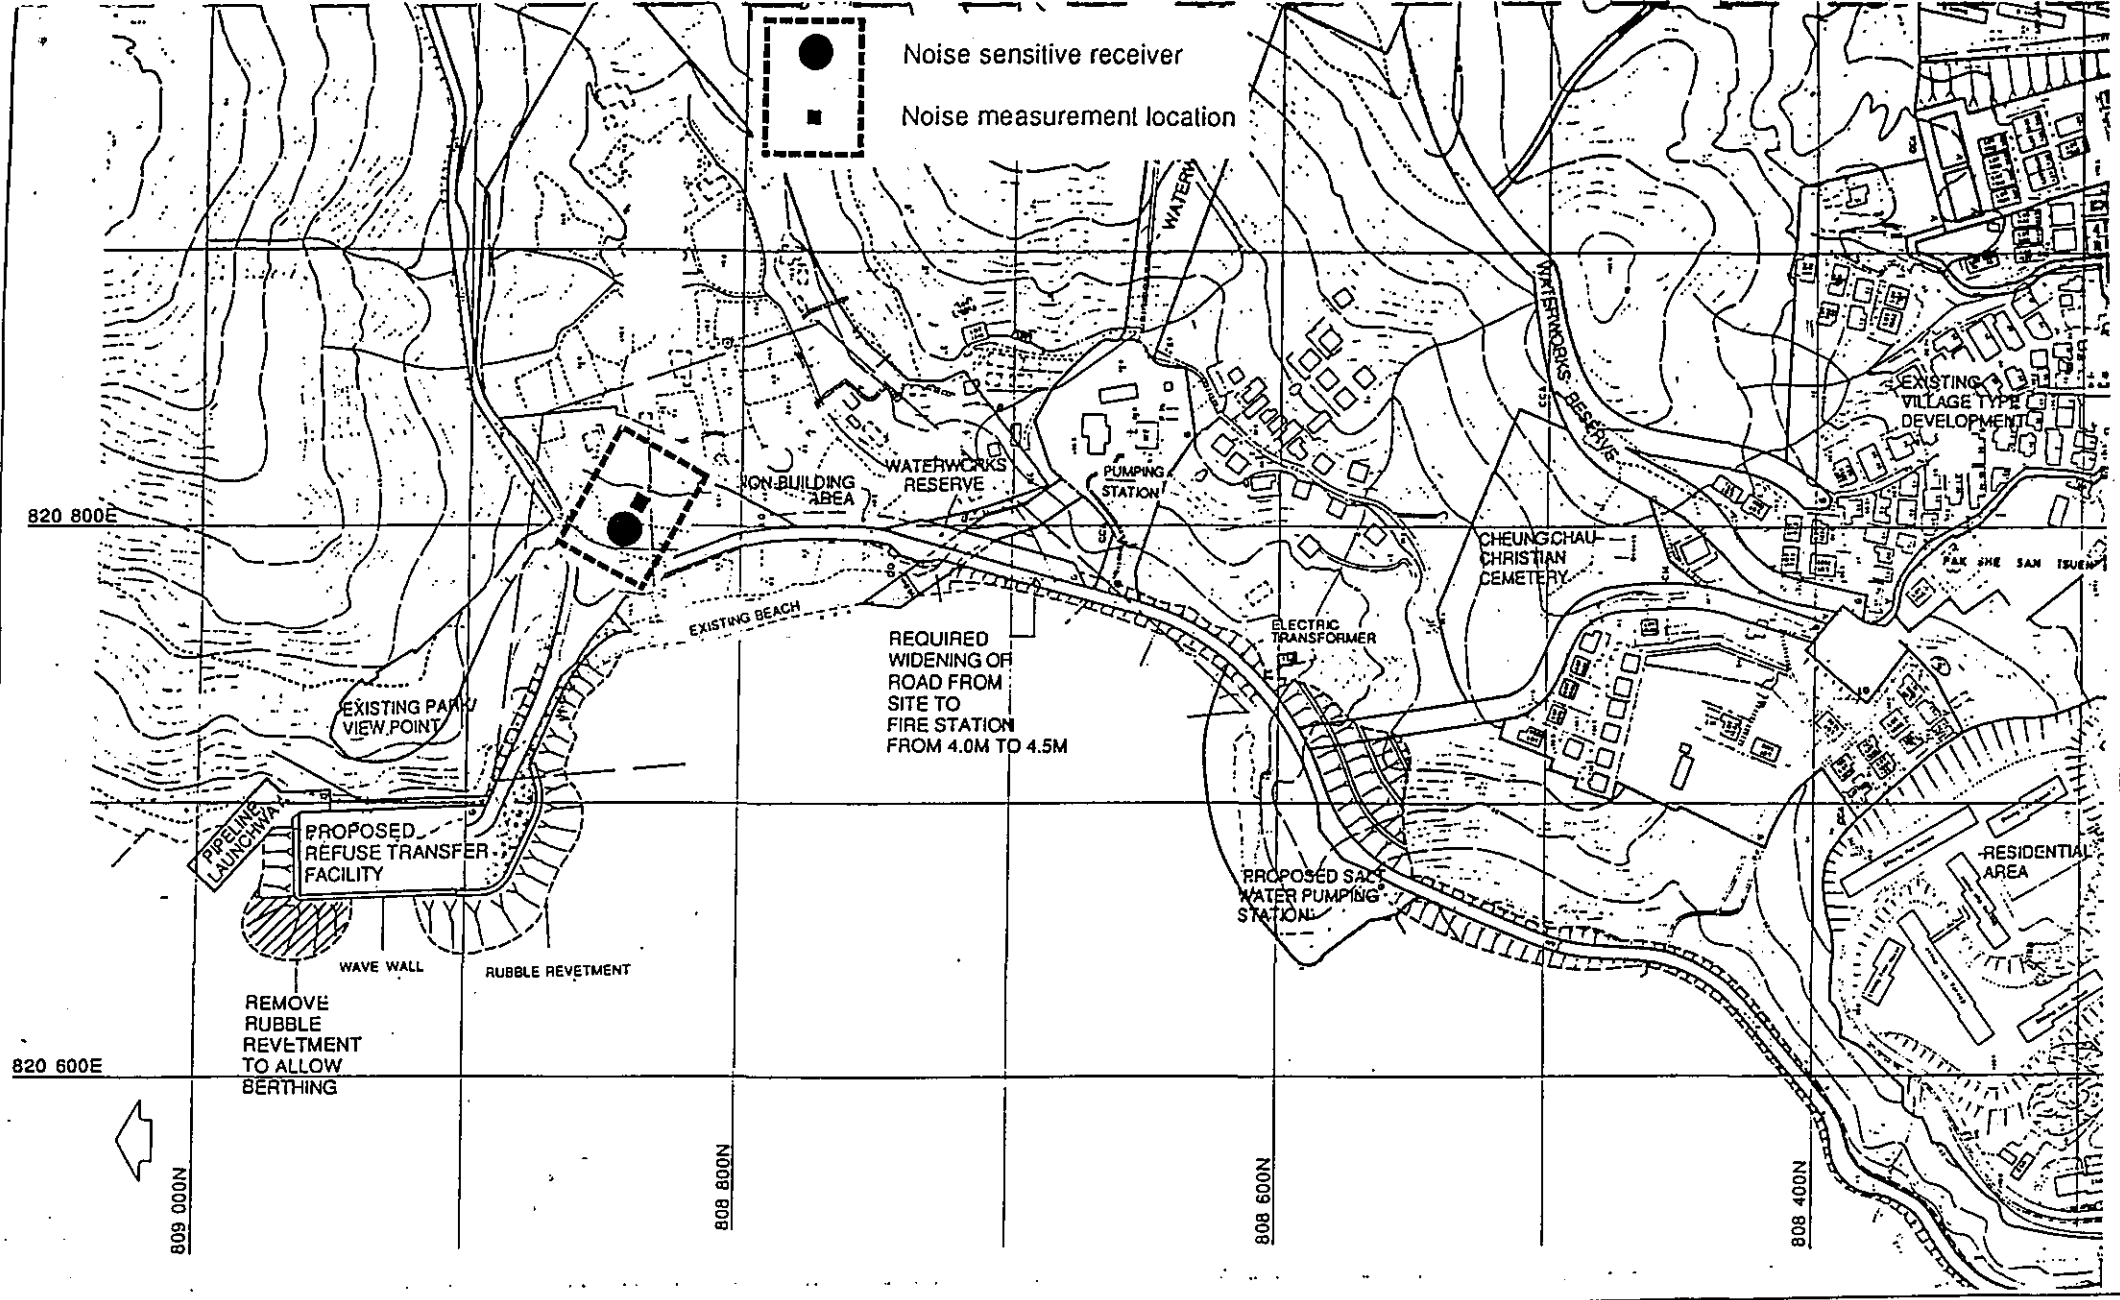 Noise sensitive receiver
Noise measurement location
WATERW
WATERWORKS RESERVE
EXISTING
VILLAGE TYPE
DEVELOPMENT
PUMPING
STATION
WATERWORKS
RESERVE
NON-BUILDING
AREA
820 800E
CHEUNG CHAU
CHRISTIAN
CEMETERY
PAK SHE SAN TSUEN
EXISTING BEACH
ELECTRIC
TRANSFORMER
REQUIRED
WIDENING OF
ROAD FROM
SITE TO
FIRE STATION
FROM 4.0M TO 4.5M
EXISTING PARK/
VIEW POINT
PIPELINE
LAUNCHWAY
PROPOSED
REFUSE TRANSFER
FACILITY
RESIDENTIAL
AREA
PROPOSED SALT
WATER PUMPING
STATION
WAVE WALL
RUBBLE REVETMENT
REMOVE
RUBBLE
REVETMENT
TO ALLOW
BERTHING
820 600E
809 000N
808 800N
808 600N
808 400N